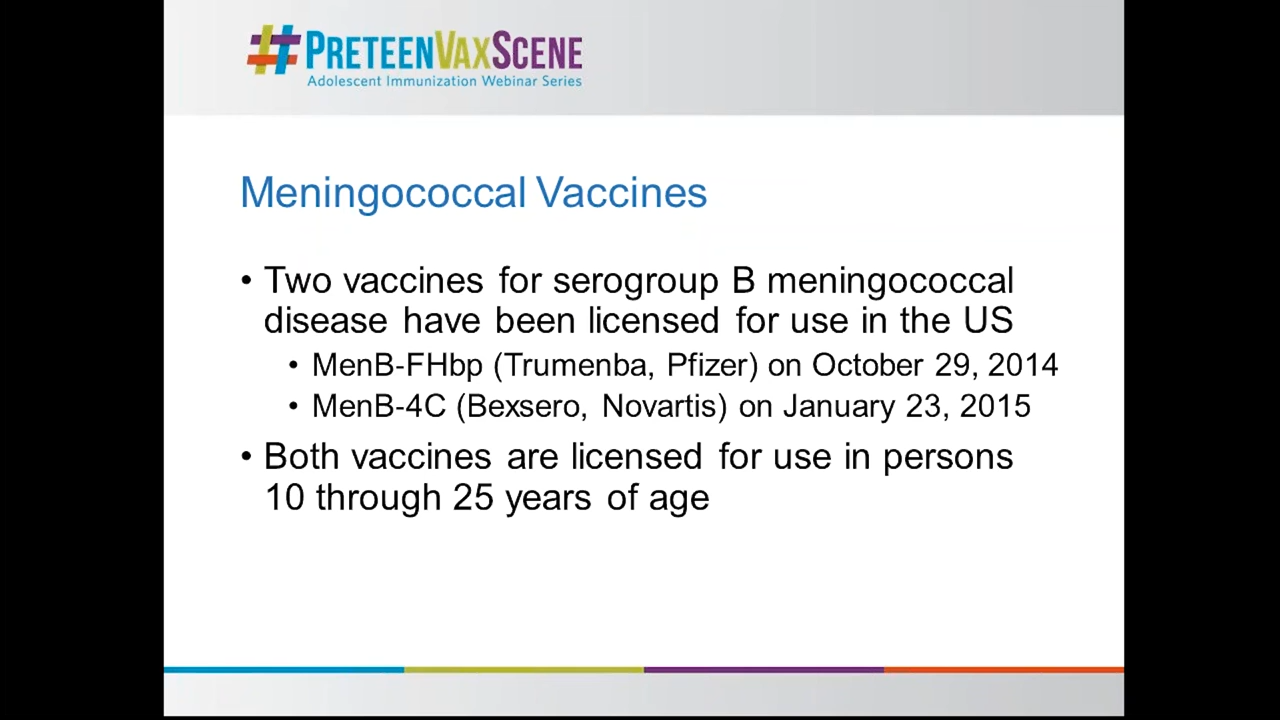 #PRETEENVAXSCENE
Adolescent Immunization Webinar Series
Meningococcal Vaccines
• Two vaccines for serogroup B meningococcal
disease have been licensed for use in the US
• MenB-FHbp (Trumenba, Pfizer) on October 29, 2014
• MenB-4C (Bexsero, Novartis) on January 23, 2015
• Both vaccines are licensed for use in persons
10 through 25 years of age